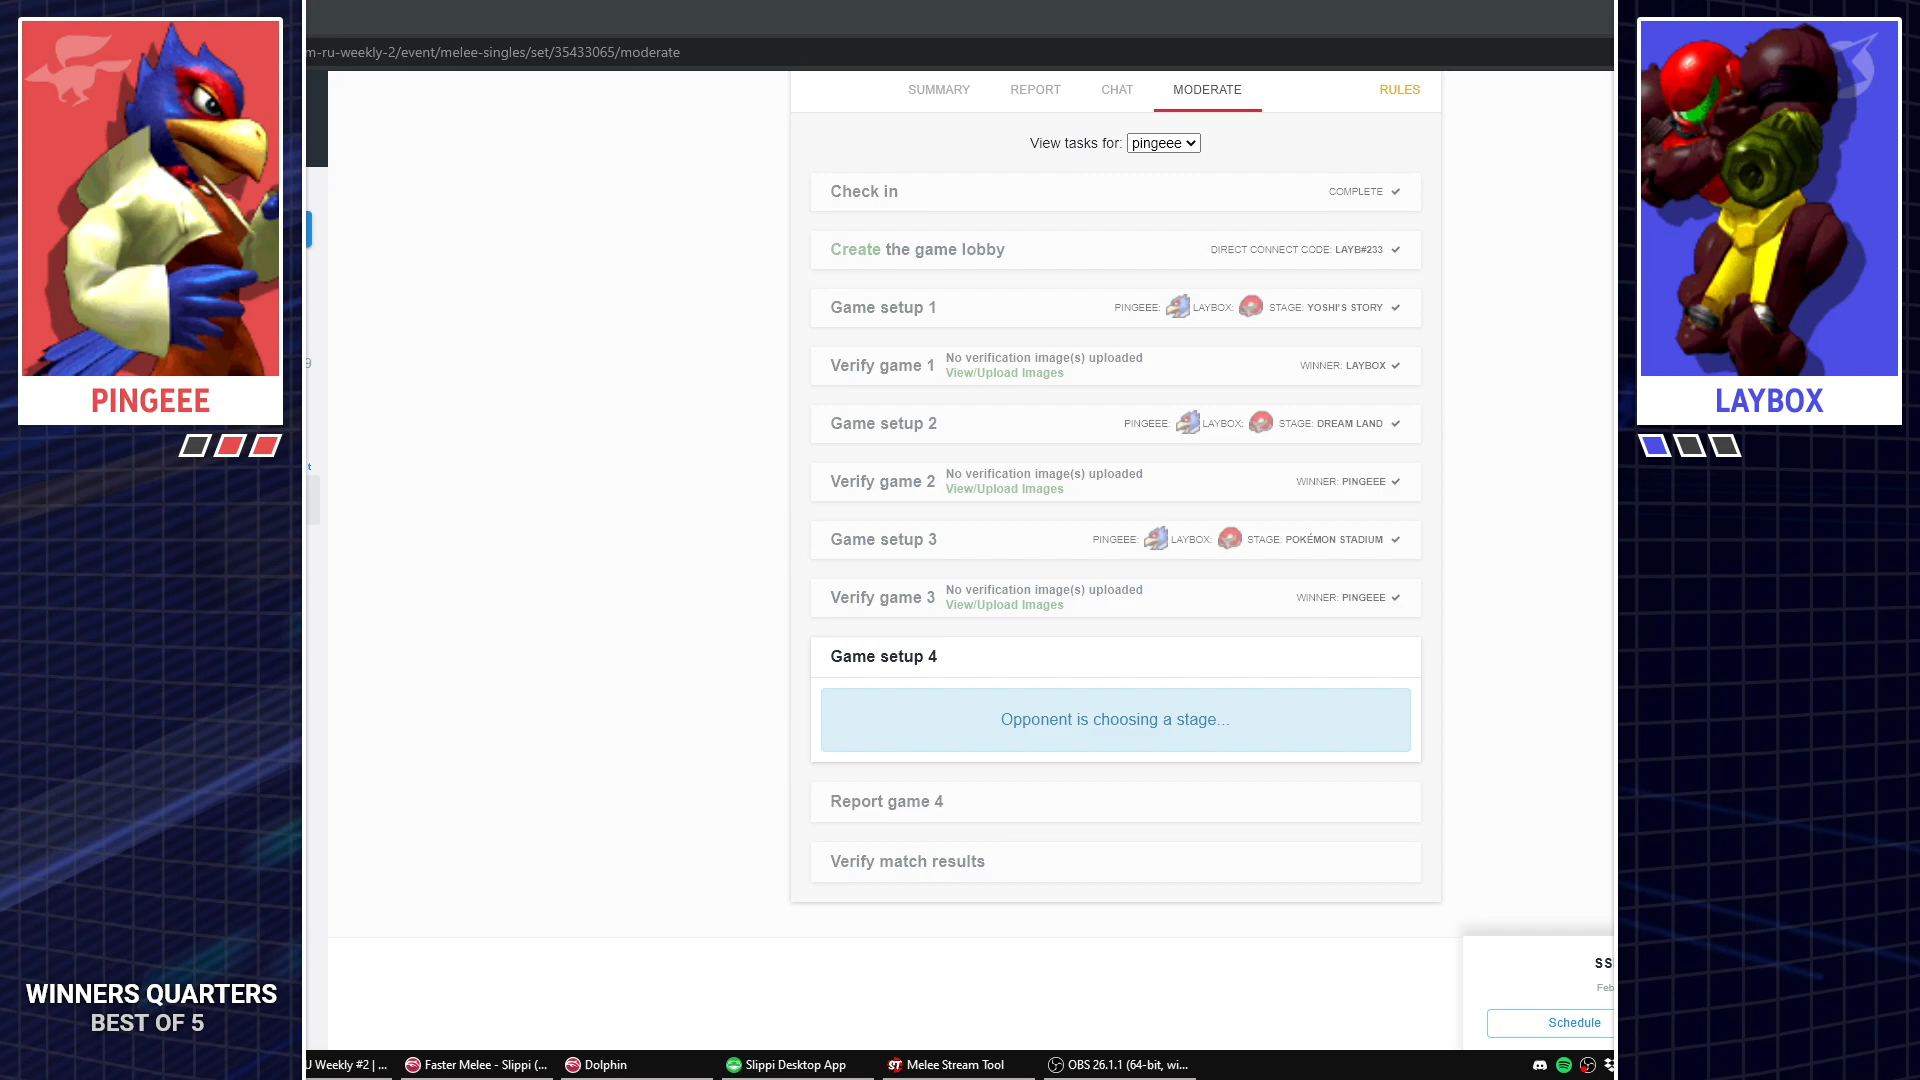 m-ru-weekly-2/event/melee-singles/set/35433065/moderate
SUMMARY REPORT CHAT MODERATE RULES
View tasks for: pingeee
Check in COMPLETE
Create the game lobby DIRECT CONNECT CODE: LAYB#233
Game setup 1 PINGEEE: LAYBOX: STAGE: YOSHI'S STORY
Verify game 1 No verification image(s) uploaded WINNER: LAYBOX
View/Upload Images
PINGEEE
LAYBOX
Game setup 2 PINGEEE: LAYBOX: STAGE: DREAM LAND
Verify game 2 No verification image(s) uploaded WINNER: PINGEEE
View/Upload Images
Game setup 3 PINGEEE: LAYBOX: STAGE: POKÉMON STADIUM
Verify game 3 No verification image(s) uploaded WINNER: PINGEEE
View/Upload Images
Game setup 4
Opponent is choosing a stage...
Report game 4
Verify match results
WINNERS QUARTERS
BEST OF 5
SS
Feb
Schedule
U Weekly #2 | ... Faster Melee - Slippi (... Dolphin Slippi Desktop App ST Melee Stream Tool OBS 26.1.1 (64-bit, wi...